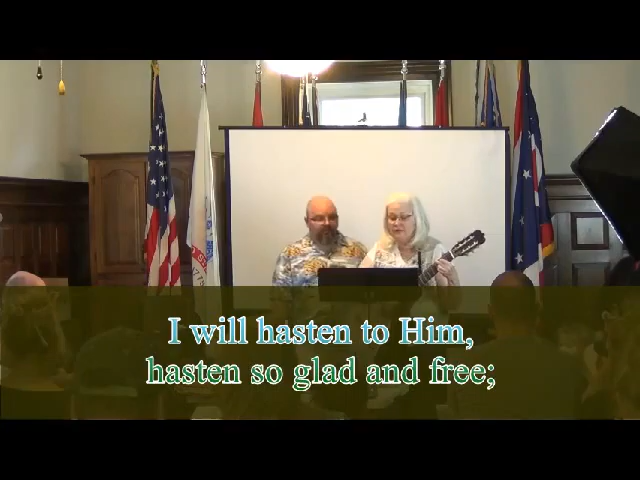 I will hasten to Him,
hasten so glad and free;